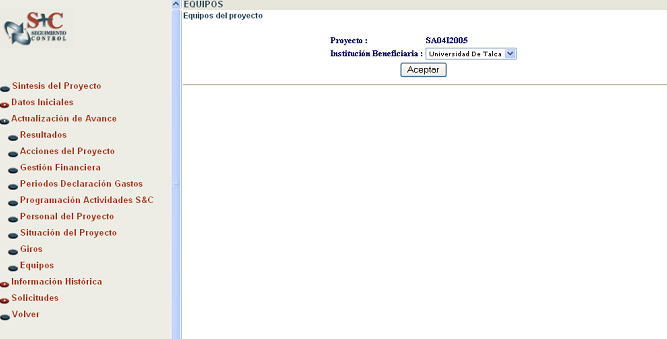 S+C
SEGUIMIENTO
CONTROL
Síntesis del Proyecto
Datos Iniciales
Actualización de Avance
Resultados
Acciones del Proyecto
Gestión Financiera
Periodos Declaración Gastos
Programación Actividades S&C
Personal del Proyecto
Situación del Proyecto
Giros
Equipos
Información Histórica
Solicitudes
Volver
EQUIPOS
Equipos del proyecto
Proyecto : SA04I2005
Institución Beneficiaria : Universidad De Talca
Aceptar